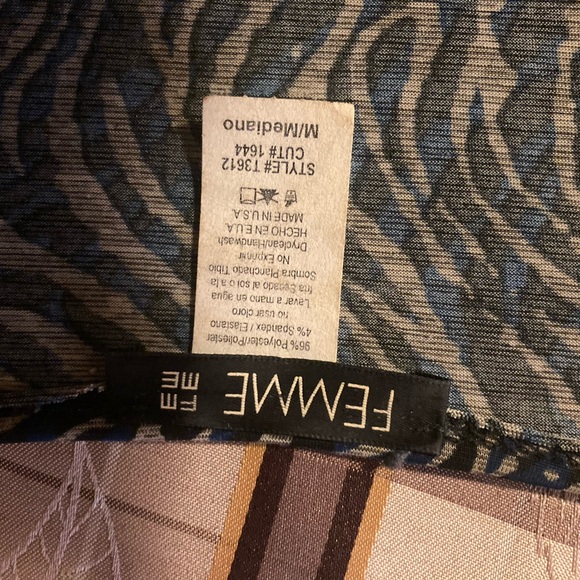 FEMME
96% Polyester/Poliester
4% Spandex / Elastano
no usar cloro
Lavar a mano en agua
fria Secado al sol o a la
Sombra Planchado Tibio
No Exprimir
Dryclean/Handwash
HECHO EN E.U.A.
MADE IN U.S.A.
STYLE# T3612
CUT# 1644
M/Mediano